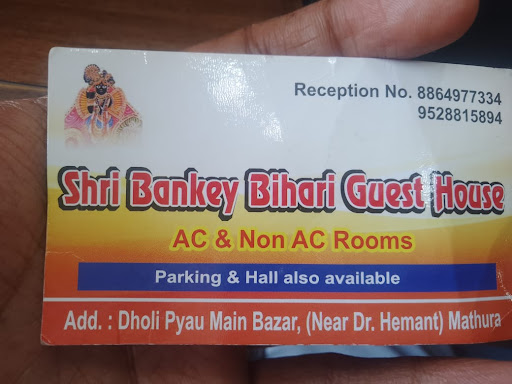 Reception No. 8864977334
9528815894
Shri Bankey Bihari Guest House
AC & Non AC Rooms
Parking & Hall also available
Add. : Dholi Pyau Main Bazar, (Near Dr. Hemant) Mathura